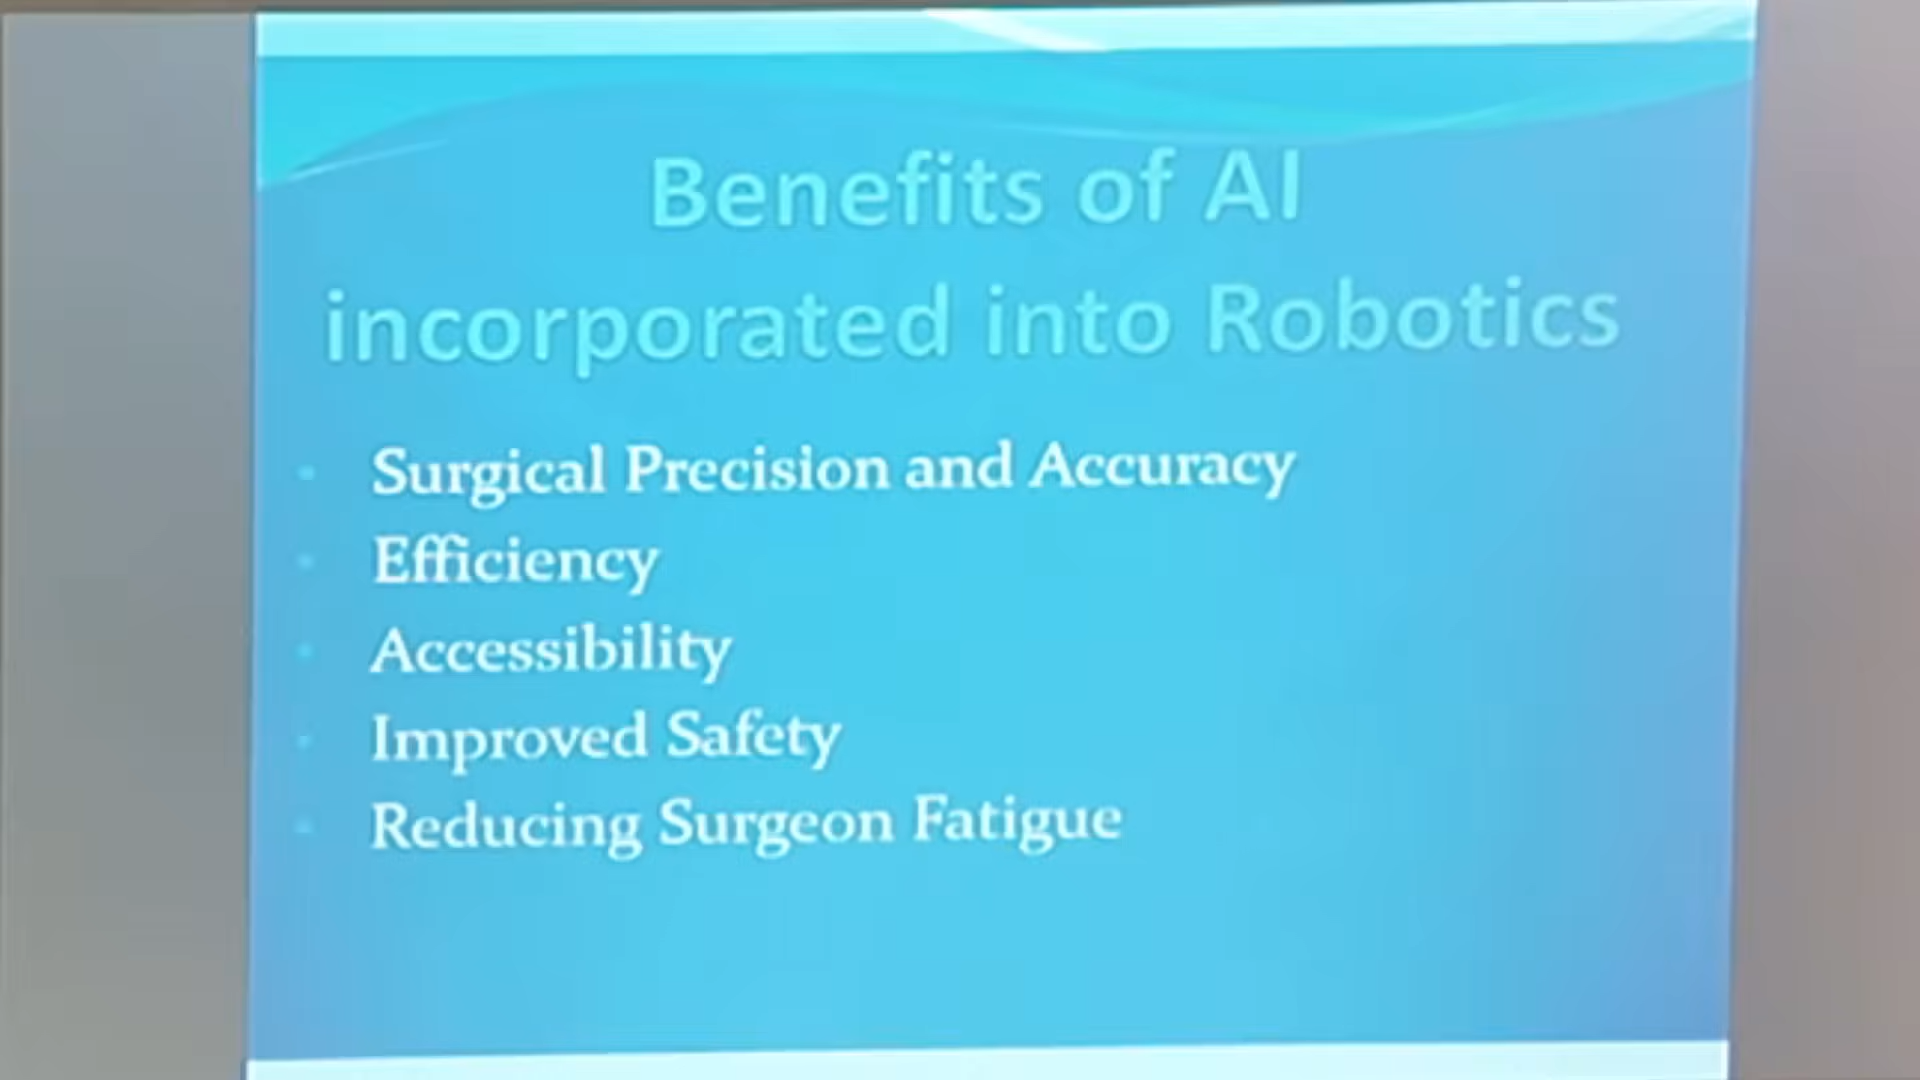 Benefits of AI
incorporated into Robotics
Surgical Precision and Accuracy
Efficiency
Accessibility
Improved Safety
Reducing Surgeon Fatigue